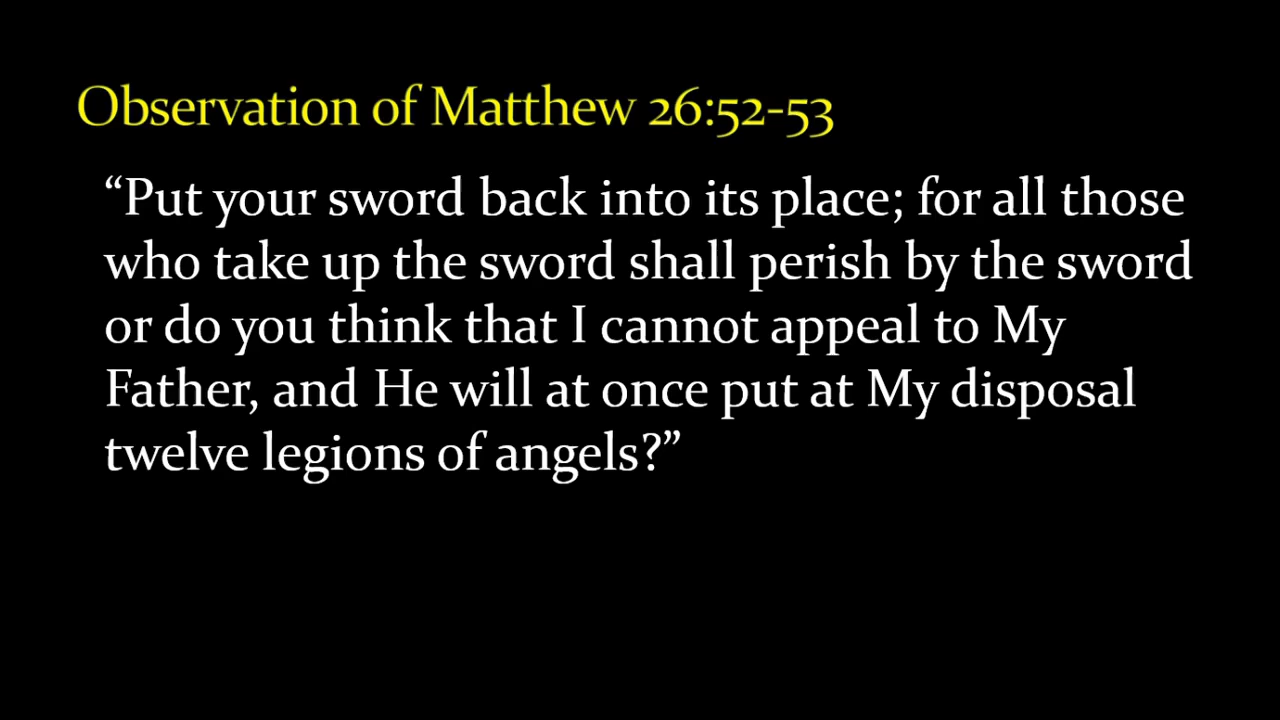 Observation of Matthew 26:52-53
“Put your sword back into its place; for all those
who take up the sword shall perish by the sword
or do you think that I cannot appeal to My
Father, and He will at once put at My disposal
twelve legions of angels?”